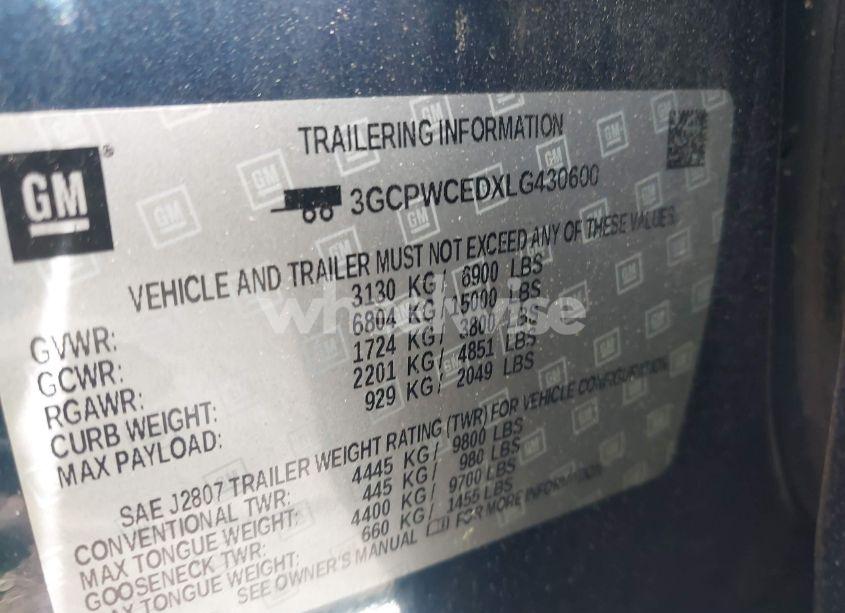 TRAILERING INFORMATION
GM
3GCPWCEDXLG430600
VEHICLE AND TRAILER MUST NOT EXCEED ANY OF THESE VALUES
GVWR: 3130 KG/ 6900 LBS
GCWR: 6804 KG/ 15000 LBS
RGAWR: 1724 KG/ 3800 LBS
CURB WEIGHT: 2201 KG/ 4851 LBS
MAX PAYLOAD: 929 KG/ 2049 LBS
SAE J2807 TRAILER WEIGHT RATING (TWR) FOR VEHICLE CONFIGURATION
CONVENTIONAL TWR: 4445 KG/ 9800 LBS
MAX TONGUE WEIGHT: 445 KG/ 980 LBS
GOOSENECK TWR: 4400 KG/ 9700 LBS
MAX TONGUE WEIGHT: 660 KG/ 1455 LBS
SEE OWNER'S MANUAL FOR MORE INFORMATION